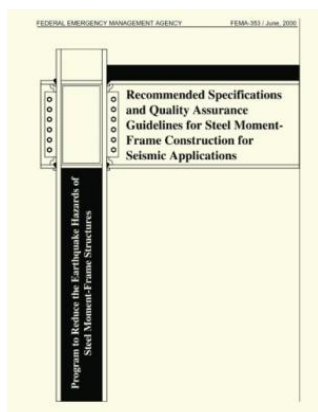 FEDERAL EMERGENCY MANAGEMENT AGENCY FEMA-353 / June, 2000
Recommended Specifications
and Quality Assurance
Guidelines for Steel Moment-
Frame Construction for
Seismic Applications
Program to Reduce the Earthquake Hazards of
Steel Moment-Frame Structures